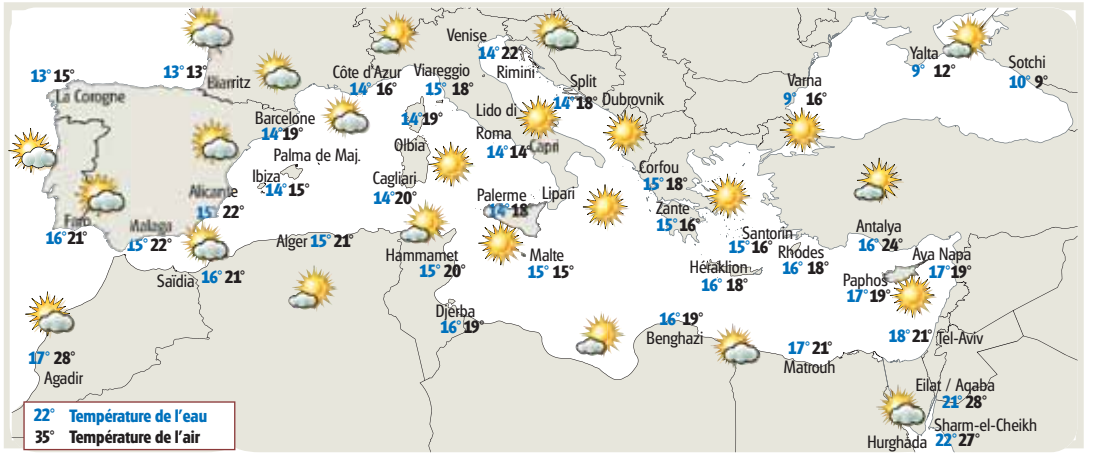 Venise
14° 22°
Rimini
Yalta
9° 12°
Sotchi
10° 9°
13° 15°
La Corogne
13° 13°
Biarritz
Côte d'Azur
14° 16°
Viareggio
15° 18°
Split
14° 18°
Dubrovnik
Varna
9° 16°
Barcelone
14° 19°
14° 19°
Olbia
Lido di
Roma
14° 14°
Capri
Palma de Maj.
Ibiza
14° 15°
Cagliari
14° 20°
Corfou
15° 18°
Alicante
15° 22°
Palerme
14° 18°
Lipari
Zante
15° 16°
Faro
16° 21°
Malaga
15° 22°
Alger 15° 21°
Santorin
15° 16°
Antalya
16° 24°
Hammamet
15° 20°
Malte
15° 15°
Héraklion
16° 18°
Rhodes
16° 18°
Aya Napa
17° 19°
Paphos
17° 19°
Saïdia
16° 21°
Djerba
16° 19°
16° 19°
Benghazi
18° 21°
Tel-Aviv
17° 28°
Agadir
17° 21°
Matrouh
Eilat / Aqaba
21° 28°
Sharm-el-Cheikh
22° 27°
Hurghada
22° Température de l'eau
35° Température de l'air